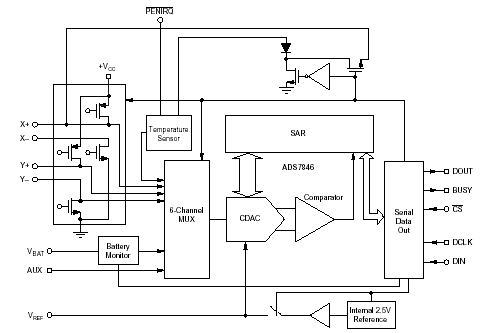 PENIRQ
+VCC
X+
X–
Y+
Y–
Temperature
Sensor
SAR
ADS7846
6-Channel
MUX
CDAC
Comparator
Serial
Data
Out
DOUT
BUSY
CS
DCLK
DIN
VBAT
Battery
Monitor
AUX
VREF
Internal 2.5V
Reference